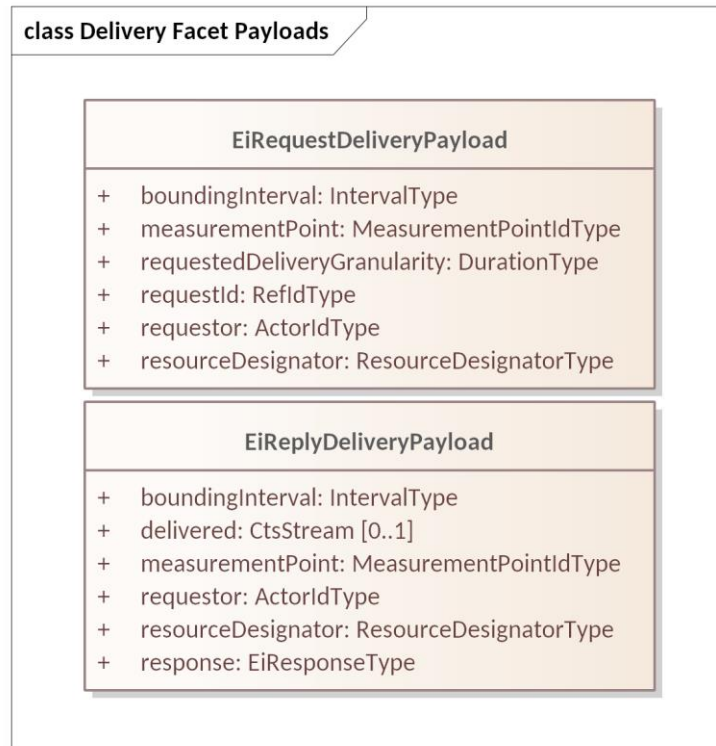 class Delivery Facet Payloads
EiRequestDeliveryPayload
+ boundingInterval: IntervalType
+ measurementPoint: MeasurementPointIdType
+ requestedDeliveryGranularity: DurationType
+ requestId: RefIdType
+ requestor: ActorIdType
+ resourceDesignator: ResourceDesignatorType
EiReplyDeliveryPayload
+ boundingInterval: IntervalType
+ delivered: CtsStream [0..1]
+ measurementPoint: MeasurementPointIdType
+ requestor: ActorIdType
+ resourceDesignator: ResourceDesignatorType
+ response: EiResponseType